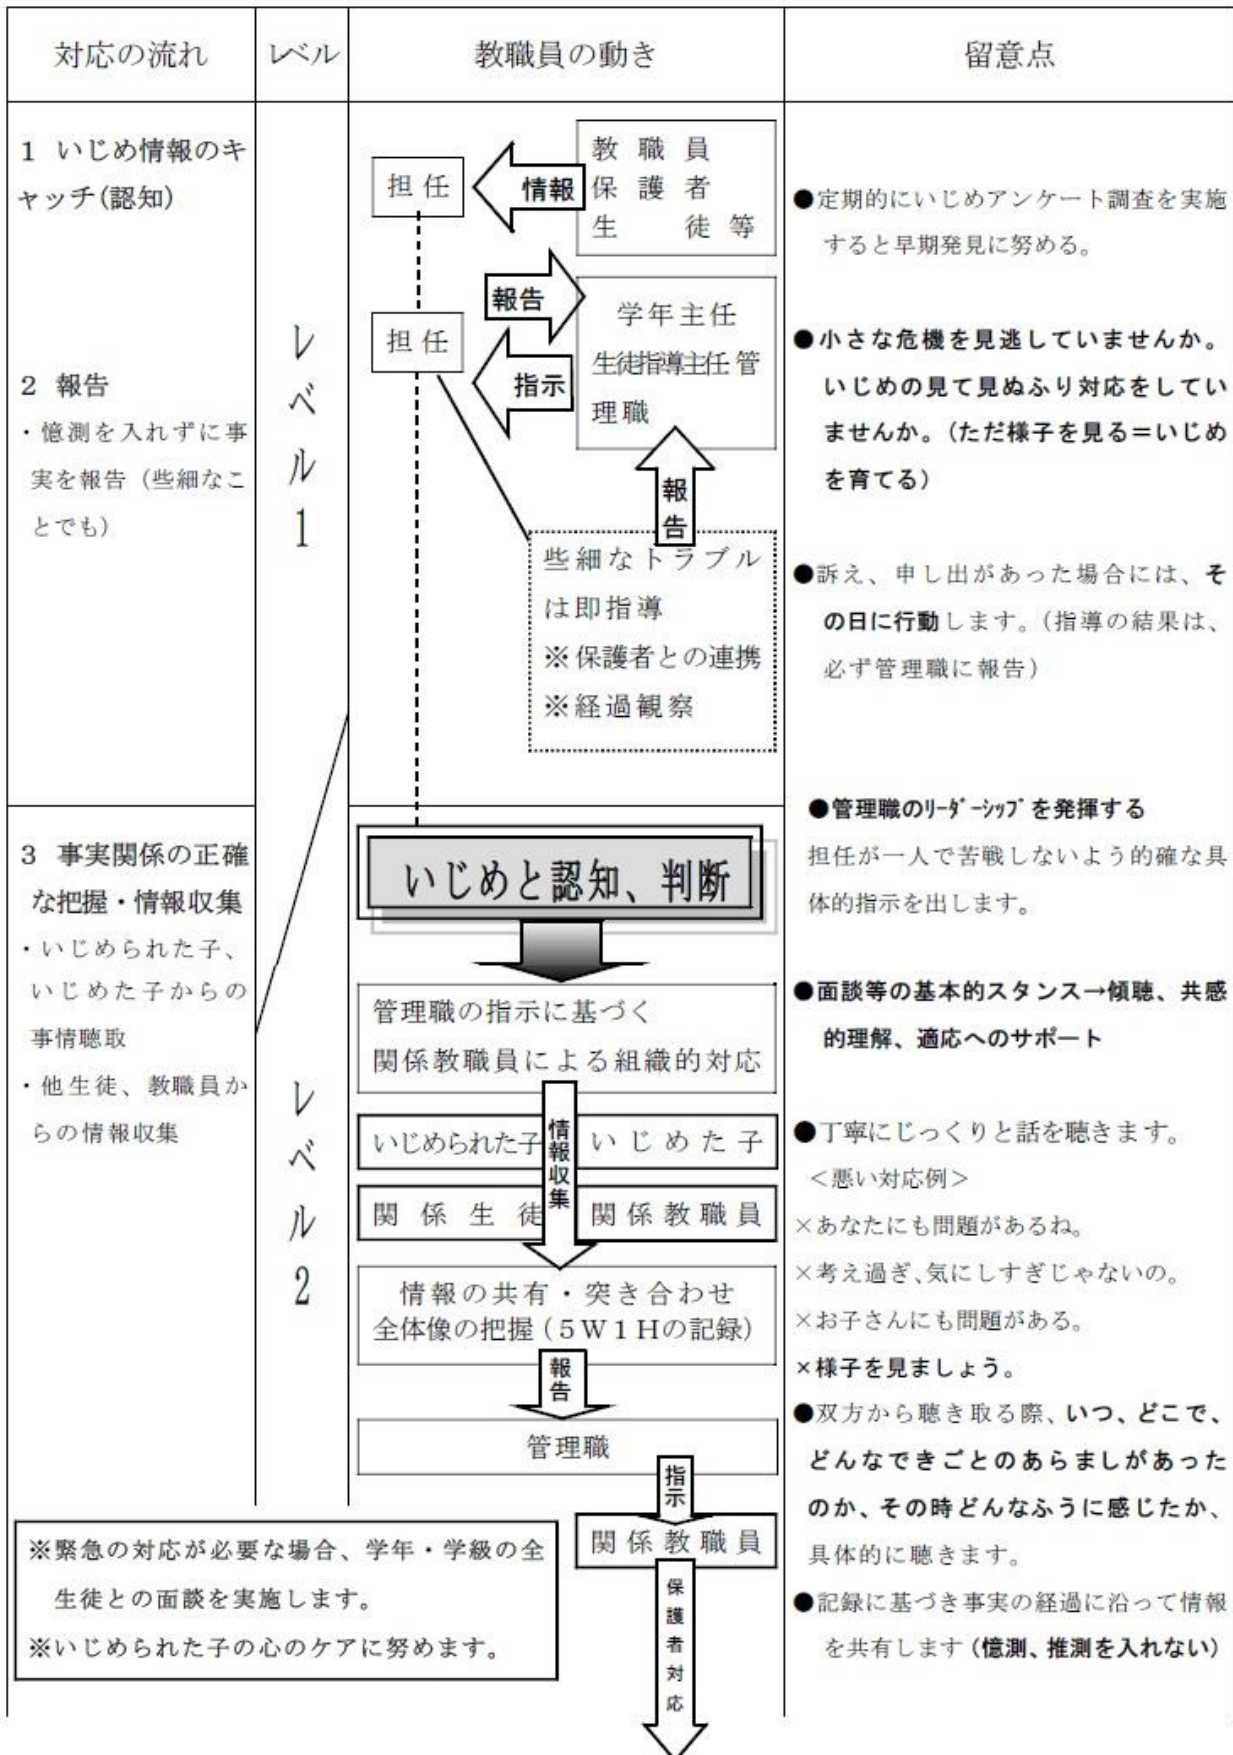 対応の流れ
レベル
教職員の動き
留意点
1 いじめ情報のキ
ャッチ(認知)
2 報告
・憶測を入れずに事
実を報告（些細なこ
とでも）
3 事実関係の正確
な把握・情報収集
・いじめられた子、
いじめた子からの
事情聴取
・他生徒、教職員か
らの情報収集
レベル1
レベル2
担任
情報
教職員
保護者
生　徒等
担任
報告
指示
学年主任
生徒指導主任 管
理職
報告
些細なトラブル
は即指導
※保護者との連携
※経過観察
いじめと認知、判断
管理職の指示に基づく
関係教職員による組織的対応
情報収集
いじめられた子
いじめた子
関係生徒
関係教職員
情報の共有・突き合わせ
全体像の把握（５Ｗ１Ｈの記録）
報告
管理職
指示
関係教職員
保護者対応
●定期的にいじめアンケート調査を実施
すると早期発見に努める。
●小さな危機を見逃していませんか。
いじめの見て見ぬふり対応をしてい
ませんか。（ただ様子を見る＝いじめ
を育てる）
●訴え、申し出があった場合には、そ
の日に行動します。（指導の結果は、
必ず管理職に報告）
●管理職のﾘｰﾀﾞｰｼｯﾌﾟを発揮する
担任が一人で苦戦しないよう的確な具
体的指示を出します。
●面談等の基本的スタンス→傾聴、共感
的理解、適応へのサポート
●丁寧にじっくりと話を聴きます。
＜悪い対応例＞
×あなたにも問題があるね。
×考え過ぎ、気にしすぎじゃないの。
×お子さんにも問題がある。
×様子を見ましょう。
●双方から聴き取る際、いつ、どこで、
どんなできごとのあらましがあった
のか、その時どんなふうに感じたか、
具体的に聴きます。
●記録に基づき事実の経過に沿って情報
を共有します（憶測、推測を入れない）
※緊急の対応が必要な場合、学年・学級の全
生徒との面談を実施します。
※いじめられた子の心のケアに努めます。